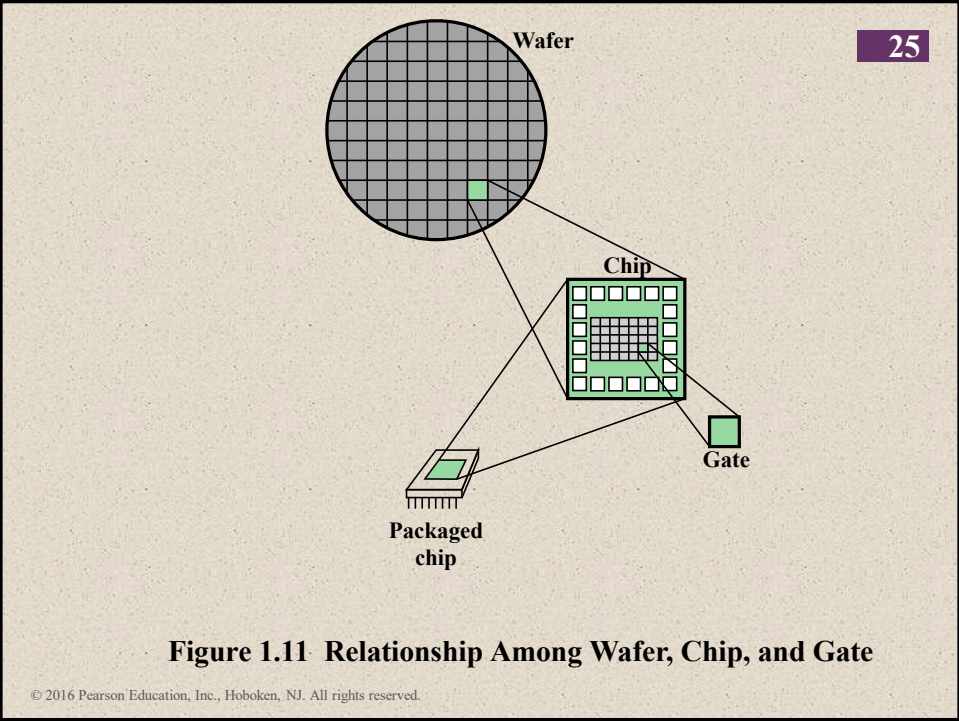 Wafer
25
Chip
Gate
Packaged
chip
Figure 1.11 Relationship Among Wafer, Chip, and Gate
© 2016 Pearson Education, Inc., Hoboken, NJ. All rights reserved.